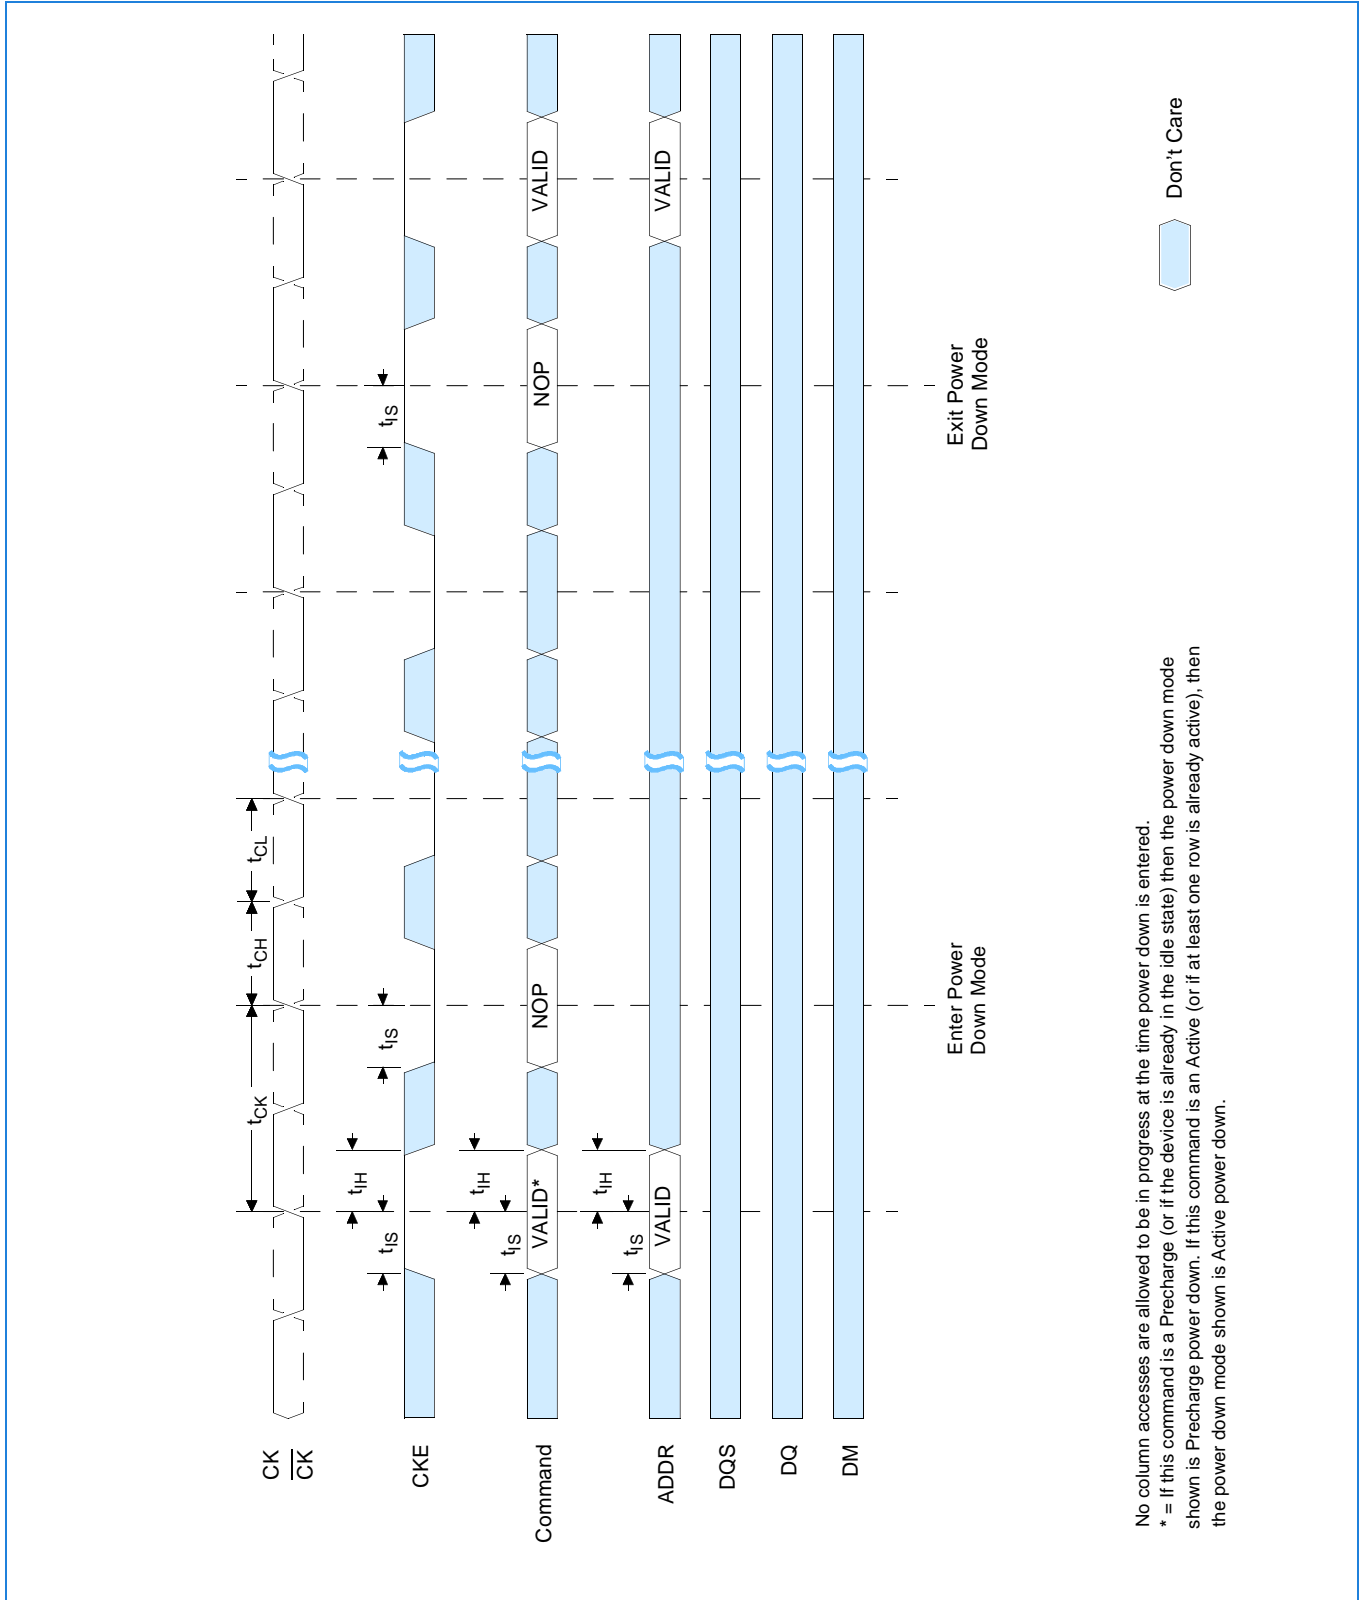 tCK
tCH
tCL
CK
CK
tIS
tIH
tIS
tIS
CKE
tIS
tIH
Command
VALID*
NOP
NOP
VALID
tIS
tIH
ADDR
VALID
VALID
DQS
DQ
DM
Enter Power
Down Mode
Exit Power
Down Mode
No column accesses are allowed to be in progress at the time power down is entered.
* = If this command is a Precharge (or if the device is already in the idle state) then the power down mode
shown is Precharge power down. If this command is an Active (or if at least one row is already active), then
the power down mode shown is Active power down.
Don't Care